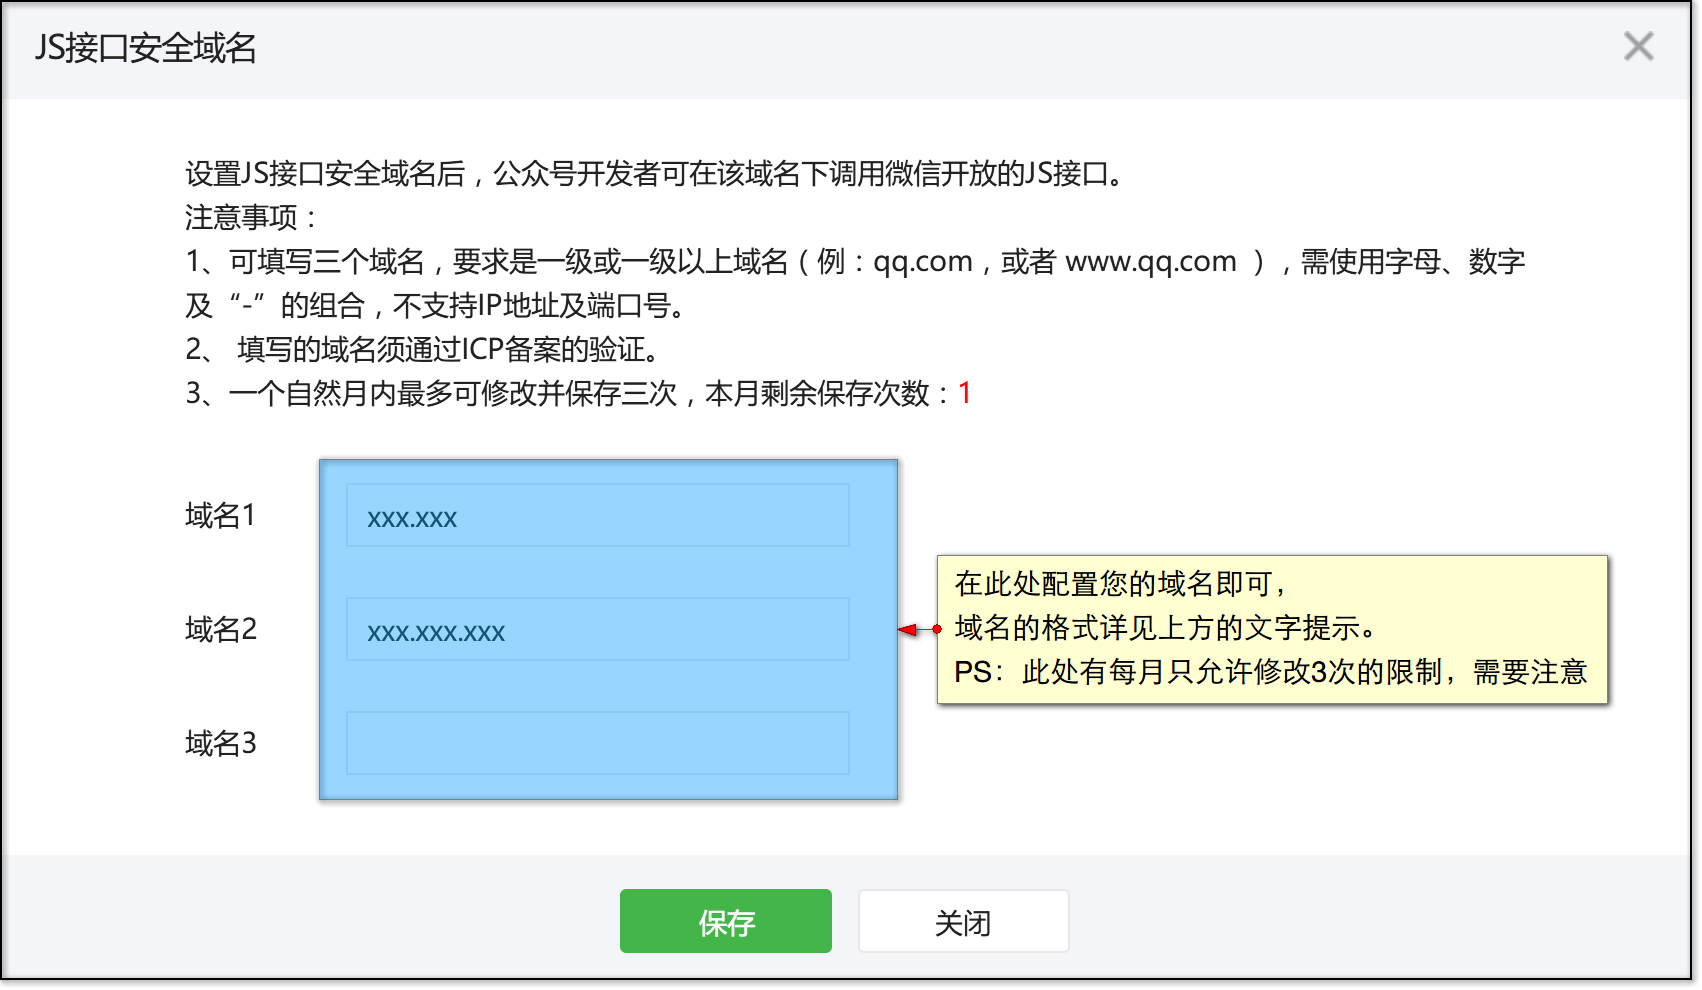 JS接口安全域名
设置JS接口安全域名后，公众号开发者可在该域名下调用微信开放的JS接口。
注意事项：
1、可填写三个域名，要求是一级或一级以上域名（例：qq.com，或者 www.qq.com ），需使用字母、数字
及“-”的组合，不支持IP地址及端口号。
2、 填写的域名须通过ICP备案的验证。
3、一个自然月内最多可修改并保存三次，本月剩余保存次数：1
域名1
xxx.xxx
域名2
xxx.xxx.xxx
域名3
在此处配置您的域名即可，
域名的格式详见上方的文字提示。
PS：此处有每月只允许修改3次的限制，需要注意
保存
关闭